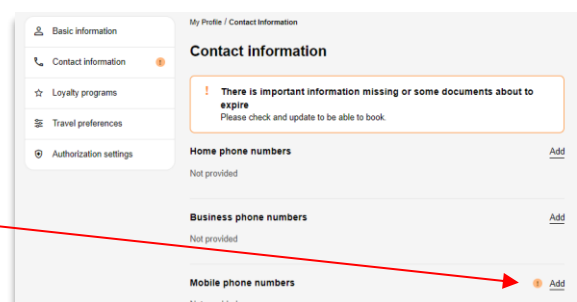 Basic information
Contact information
Loyalty programs
Travel preferences
Authorization settings
My Profile / Contact Information
Contact information
! There is important information missing or some documents about to
expire
Please check and update to be able to book.
Home phone numbers Add
Not provided
Business phone numbers Add
Not provided
Mobile phone numbers ! Add